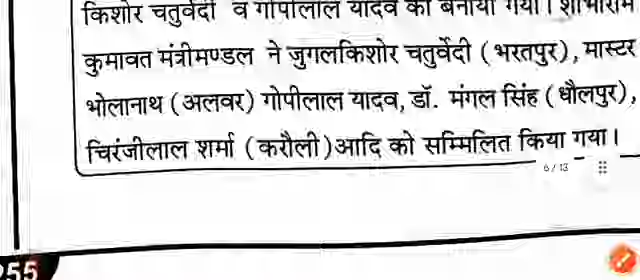 किशोर चतुर्वेदी व गोपीलाल यादव को बनाया गया। शोभाराम
कुमावत मंत्रीमण्डल ने जुगलकिशोर चतुर्वेदी (भरतपुर), मास्टर
भोलानाथ (अलवर) गोपीलाल यादव, डॉ. मंगल सिंह (धौलपुर),
चिरंजीलाल शर्मा (करौली) आदि को सम्मिलित किया गया।
6 / 13
255